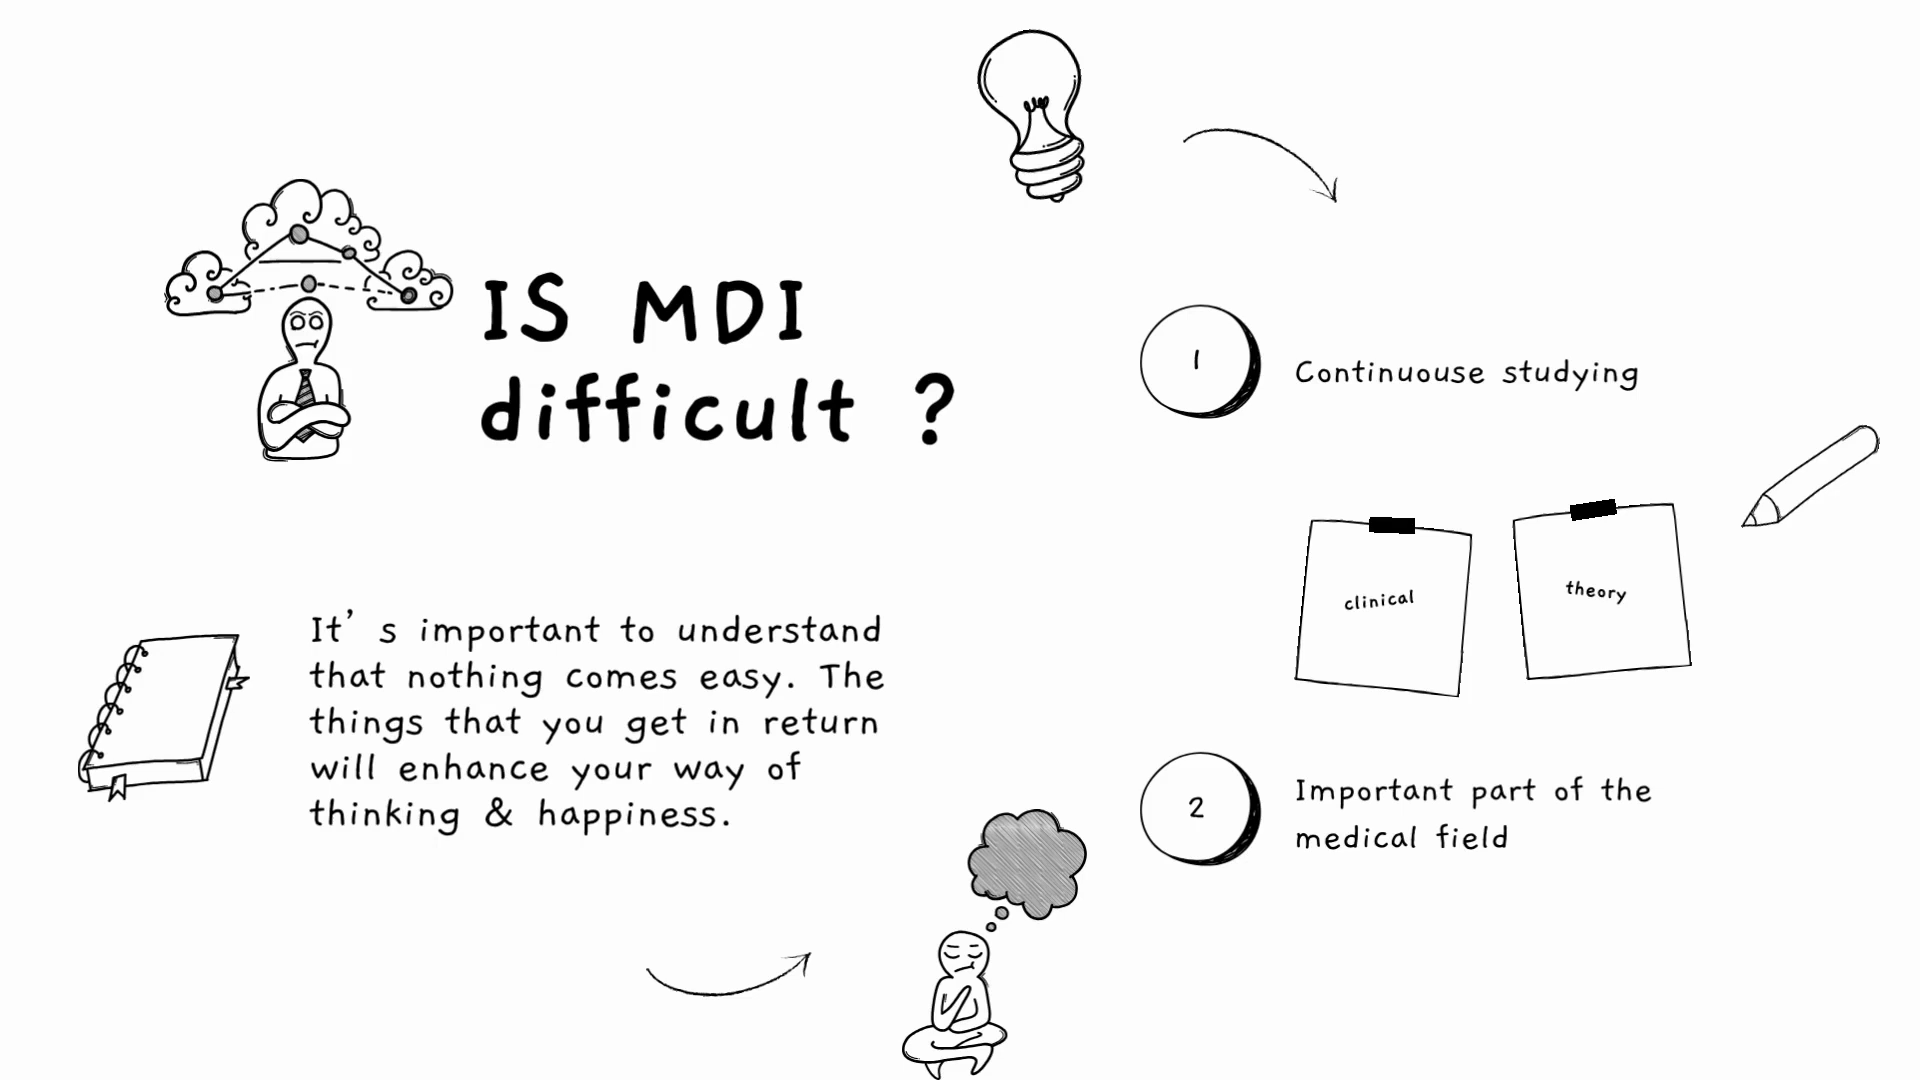 IS MDI
difficult ?
It's important to understand
that nothing comes easy. The
things that you get in return
will enhance your way of
thinking & happiness.
1
Continuouse studying
clinical
theory
2
Important part of the
medical field